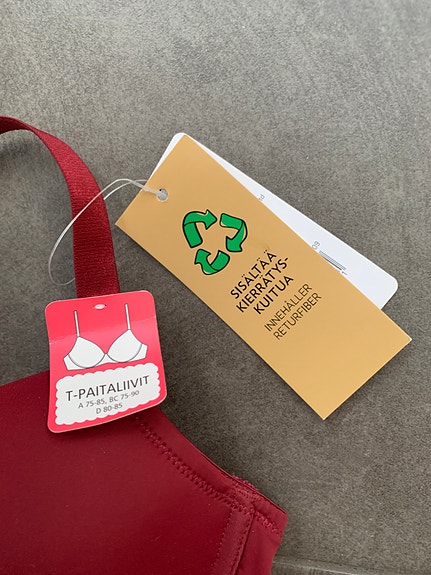 SISÄLTÄÄ
KIERRÄTYS-
KUITUA
INNEHÅLLER
RETURFIBER
T-PAITALIIVIT
A 75-85, BC 75-90
D 80-85